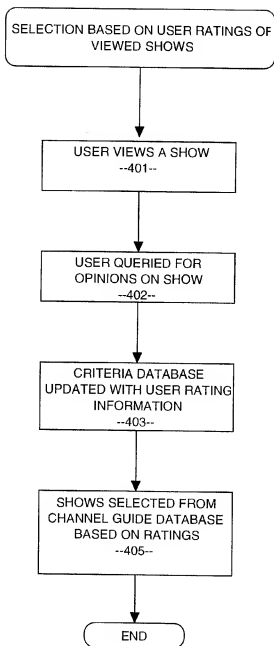 SELECTION BASED ON USER RATINGS OF
VIEWED SHOWS
USER VIEWS A SHOW
--401--
USER QUERIED FOR
OPINIONS ON SHOW
--402--
CRITERIA DATABASE
UPDATED WITH USER RATING
INFORMATION
--403--
SHOWS SELECTED FROM
CHANNEL GUIDE DATABASE
BASED ON RATINGS
--405--
END